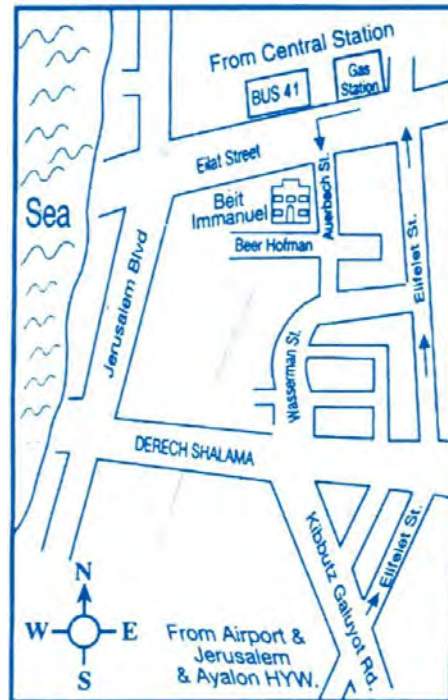 From Central Station
Gas
Station
BUS 41
Eilat Street
Auerbach St.
Beit
Immanuel
Sea
Beer Hofman
Jerusalem Blvd
Elifelet St.
Wasserman St.
DERECH SHALAMA
Kibbutz Galuyot Rd.
Elifelet St.
N
W
E
S
From Airport &
Jerusalem
& Ayalon HYW.